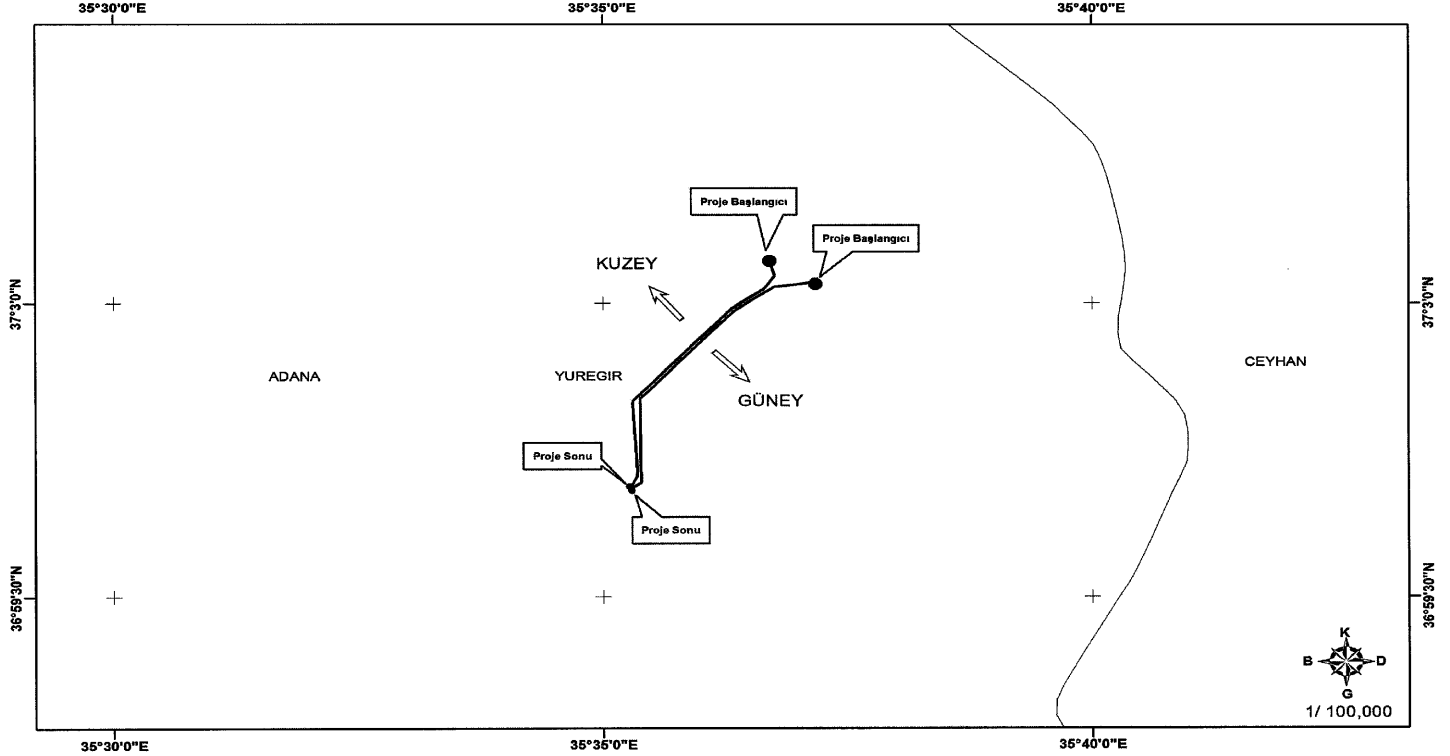 35°30'0"E 35°35'0"E 35°40'0"E
Proje Başlangıcı
Proje Başlangıcı
KUZEY
37°3'0"N 37°3'0"N
ADANA YUREGIR CEYHAN
GÜNEY
Proje Sonu
Proje Sonu
36°59'30"N 36°59'30"N
K
B D
G
1/ 100,000
35°30'0"E 35°35'0"E 35°40'0"E